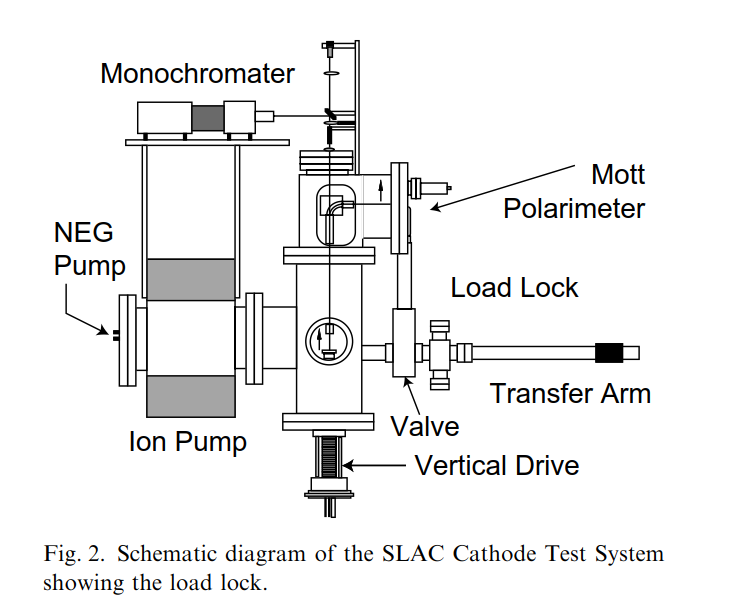 Monochromater
Mott
Polarimeter
NEG
Pump
Load Lock
Transfer Arm
Valve
Ion Pump
Vertical Drive
Fig. 2. Schematic diagram of the SLAC Cathode Test System
showing the load lock.